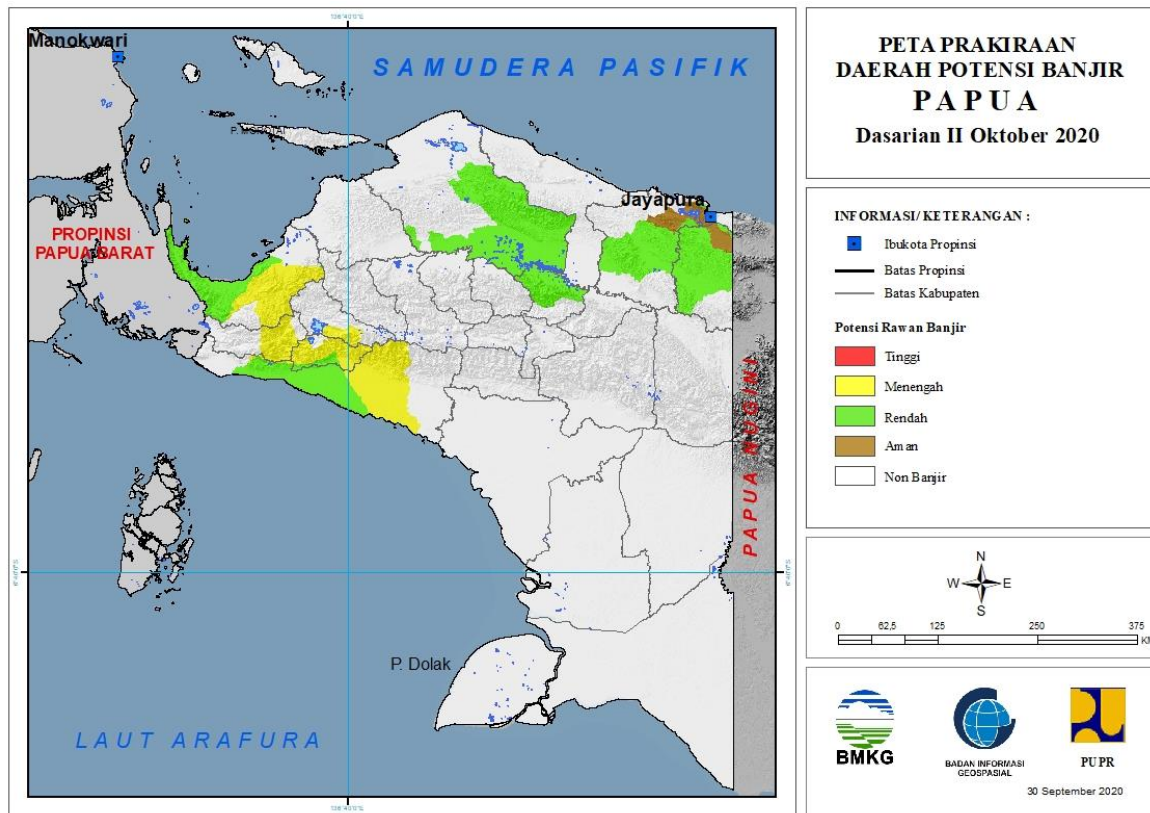 Manokwari
SAMUDERA PASIFIK
Jayapura
PROPINSI
PAPUA BARAT
PAPUA NUGINI
P. Dolak
LAUT ARAFURA
PETA PRAKIRAAN
DAERAH POTENSI BANJIR
PAPUA
Dasarian II Oktober 2020
INFORMASI/ KETERANGAN :
Ibukota Propinsi
Batas Propinsi
Batas Kabupaten
Potensi Rawan Banjir
Tinggi
Menengah
Rendah
Aman
Non Banjir
N
W E
S
0 62,5 125 250 375
KM
BMKG
BADAN INFORMASI
GEOSPASIAL
PUPR
30 September 2020